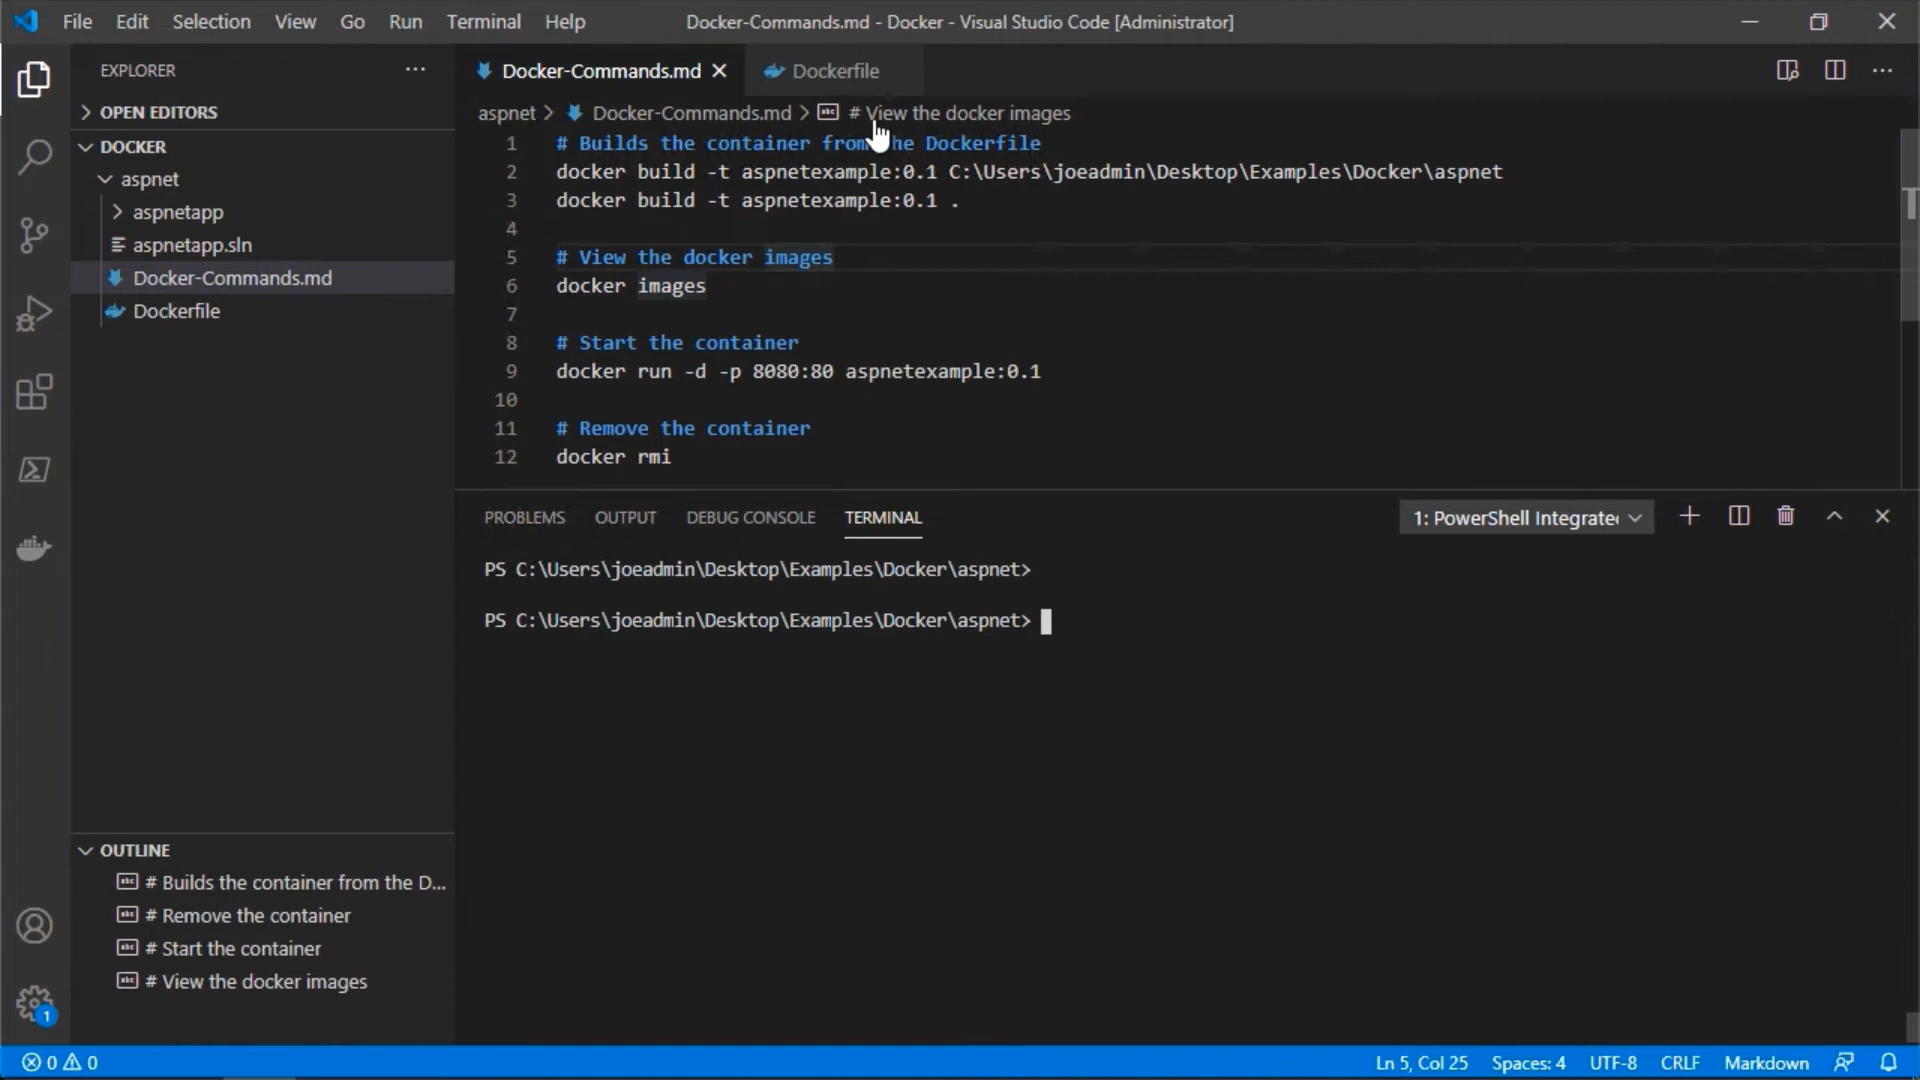 File Edit Selection View Go Run Terminal Help
Docker-Commands.md - Docker - Visual Studio Code [Administrator]
EXPLORER
OPEN EDITORS
DOCKER
aspnet
aspnetapp
aspnetapp.sln
Docker-Commands.md
Dockerfile
OUTLINE
# Builds the container from the D...
# Remove the container
# Start the container
# View the docker images
1
Docker-Commands.md
Dockerfile
aspnet > Docker-Commands.md > # View the docker images
1 # Builds the container from the Dockerfile
2 docker build -t aspnetexample:0.1 C:\Users\joeadmin\Desktop\Examples\Docker\aspnet
3 docker build -t aspnetexample:0.1 .
4
5 # View the docker images
6 docker images
7
8 # Start the container
9 docker run -d -p 8080:80 aspnetexample:0.1
10
11 # Remove the container
12 docker rmi
PROBLEMS OUTPUT DEBUG CONSOLE TERMINAL
1: PowerShell Integrate
PS C:\Users\joeadmin\Desktop\Examples\Docker\aspnet>
PS C:\Users\joeadmin\Desktop\Examples\Docker\aspnet>
0 0
Ln 5, Col 25 Spaces: 4 UTF-8 CRLF Markdown